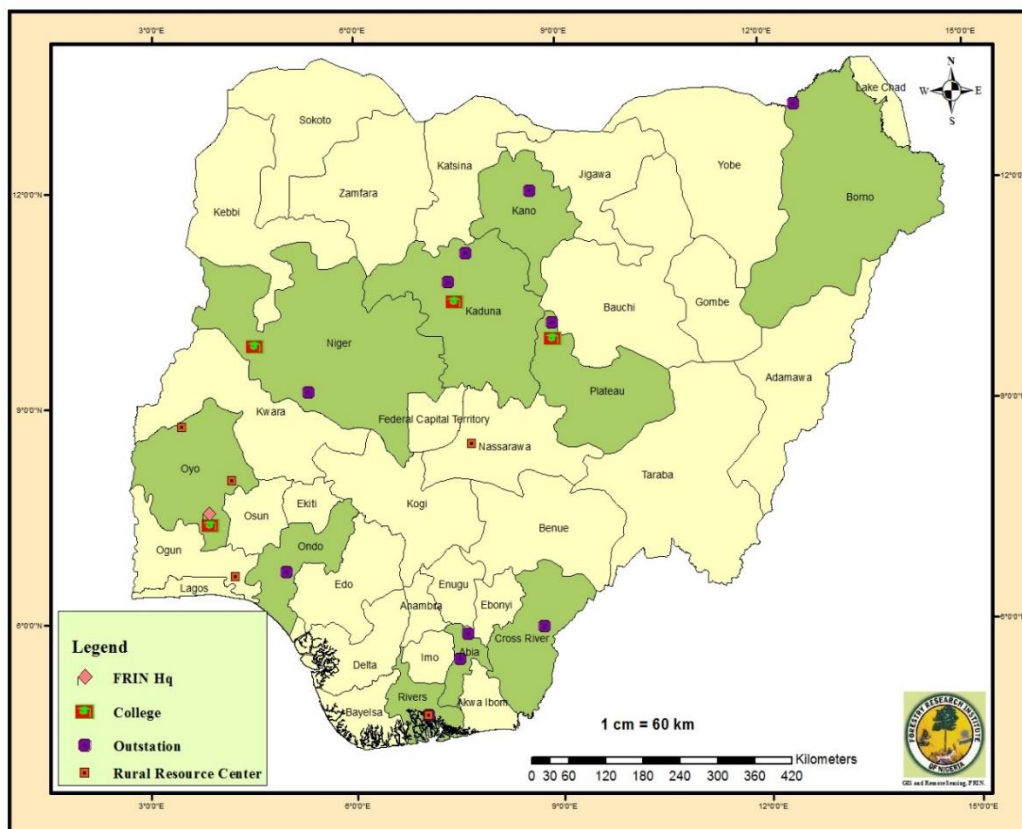 3°0'0"E 6°0'0"E 9°0'0"E 12°0'0"E 15°0'0"E
N
W E
S
Lake Chad
Sokoto
Katsina
Yobe
Jigawa
Zamfara
12°0'0"N
12°0'0"N
Kebbi
Kano
Borno
Bauchi
Gombe
Kaduna
Niger
Adamawa
Plateau
9°0'0"N
9°0'0"N
Kwara
Federal Capital Territory
Nassarawa
Oyo
Taraba
Kogi
Ekiti
Osun
Benue
Ondo
Ogun
Edo
Enugu
Lagos
Anambra
Ebonyi
6°0'0"N
6°0'0"N
Cross River
Abia
Imo
Delta
Rivers
Akwa Ibom
Bayelsa
Legend
FRIN Hq
College
Outstation
Rural Resource Center
1 cm = 60 km
Kilometers
0 30 60 120 180 240 300 360 420
FORESTRY RESEARCH INSTITUTE
OF NIGERIA
GIS and Remote Sensing, FRIN.
3°0'0"E 6°0'0"E 9°0'0"E 12°0'0"E 15°0'0"E